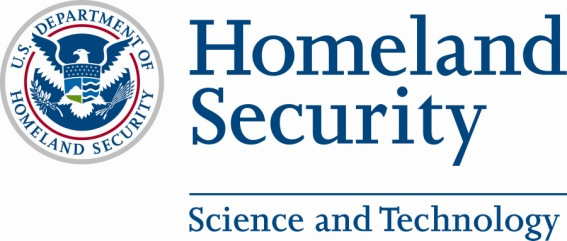 U.S. DEPARTMENT OF
HOMELAND SECURITY
Homeland
Security
Science and Technology